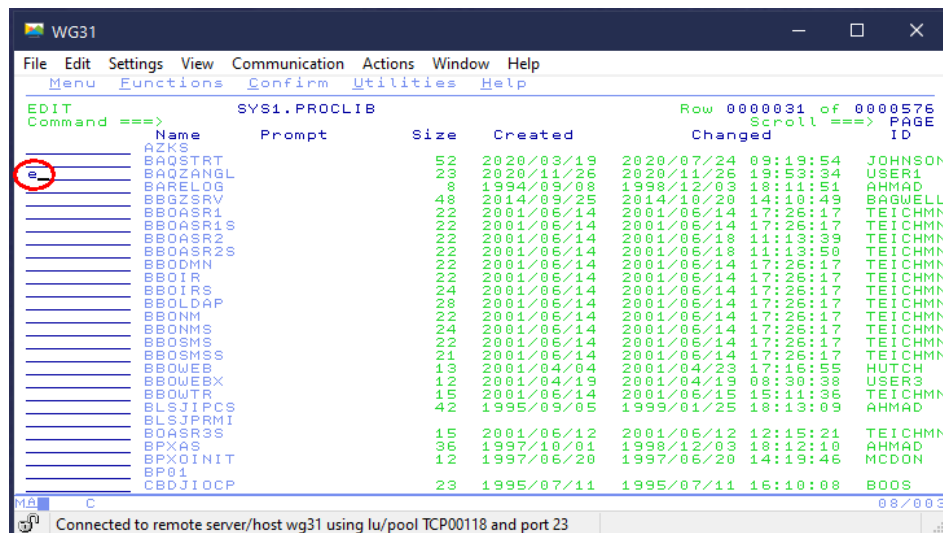 WG31
File Edit Settings View Communication Actions Window Help
Menu Functions Confirm Utilities Help
EDIT SYS1.PROCLIB Row 0000031 of 0000576
Command ===> Scroll ===> PAGE
Name Prompt Size Created Changed ID
AZKS
BAQSTRT 52 2020/03/19 2020/07/24 09:19:54 JOHNSON
e BAQZANGL 23 2020/11/26 2020/11/26 19:53:34 USER1
BARELOG 8 1994/09/08 1998/12/03 18:11:51 AHMAD
BBGZSRV 48 2014/09/25 2014/10/20 14:10:49 BAGWELL
BBOASR1 22 2001/06/14 2001/06/14 17:26:17 TEICHMN
BBOASR1S 22 2001/06/14 2001/06/14 17:26:17 TEICHMN
BBOASR2 22 2001/06/14 2001/06/18 11:13:39 TEICHMN
BBOASR2S 22 2001/06/14 2001/06/18 11:13:50 TEICHMN
BBODMN 22 2001/06/14 2001/06/14 17:26:17 TEICHMN
BBOIR 22 2001/06/14 2001/06/14 17:26:17 TEICHMN
BBOIRS 24 2001/06/14 2001/06/14 17:26:17 TEICHMN
BBOLDAP 28 2001/06/14 2001/06/14 17:26:17 TEICHMN
BBONM 22 2001/06/14 2001/06/14 17:26:17 TEICHMN
BBONMS 24 2001/06/14 2001/06/14 17:26:17 TEICHMN
BBOSMS 22 2001/06/14 2001/06/14 17:26:17 TEICHMN
BBOSMSS 21 2001/06/14 2001/06/14 17:26:17 TEICHMN
BBOWEB 13 2001/04/04 2001/04/23 17:16:55 HUTCH
BBOWEBX 12 2001/04/19 2001/04/19 08:30:38 USER3
BBOWTR 15 2001/06/14 2001/06/15 15:11:36 TEICHMN
BLSJIPCS 42 1995/09/05 1999/01/25 18:13:09 AHMAD
BLSJPRMI
BOASR3S 15 2001/06/12 2001/06/12 12:15:21 TEICHMN
BPXAS 36 1997/10/01 1998/12/03 18:12:10 AHMAD
BPXOINIT 12 1997/06/20 1997/06/20 14:19:46 MCDON
BP01
CBDJIOCP 23 1995/07/11 1995/07/11 16:10:08 BOOS
MA C 08/003
Connected to remote server/host wg31 using lu/pool TCP00118 and port 23